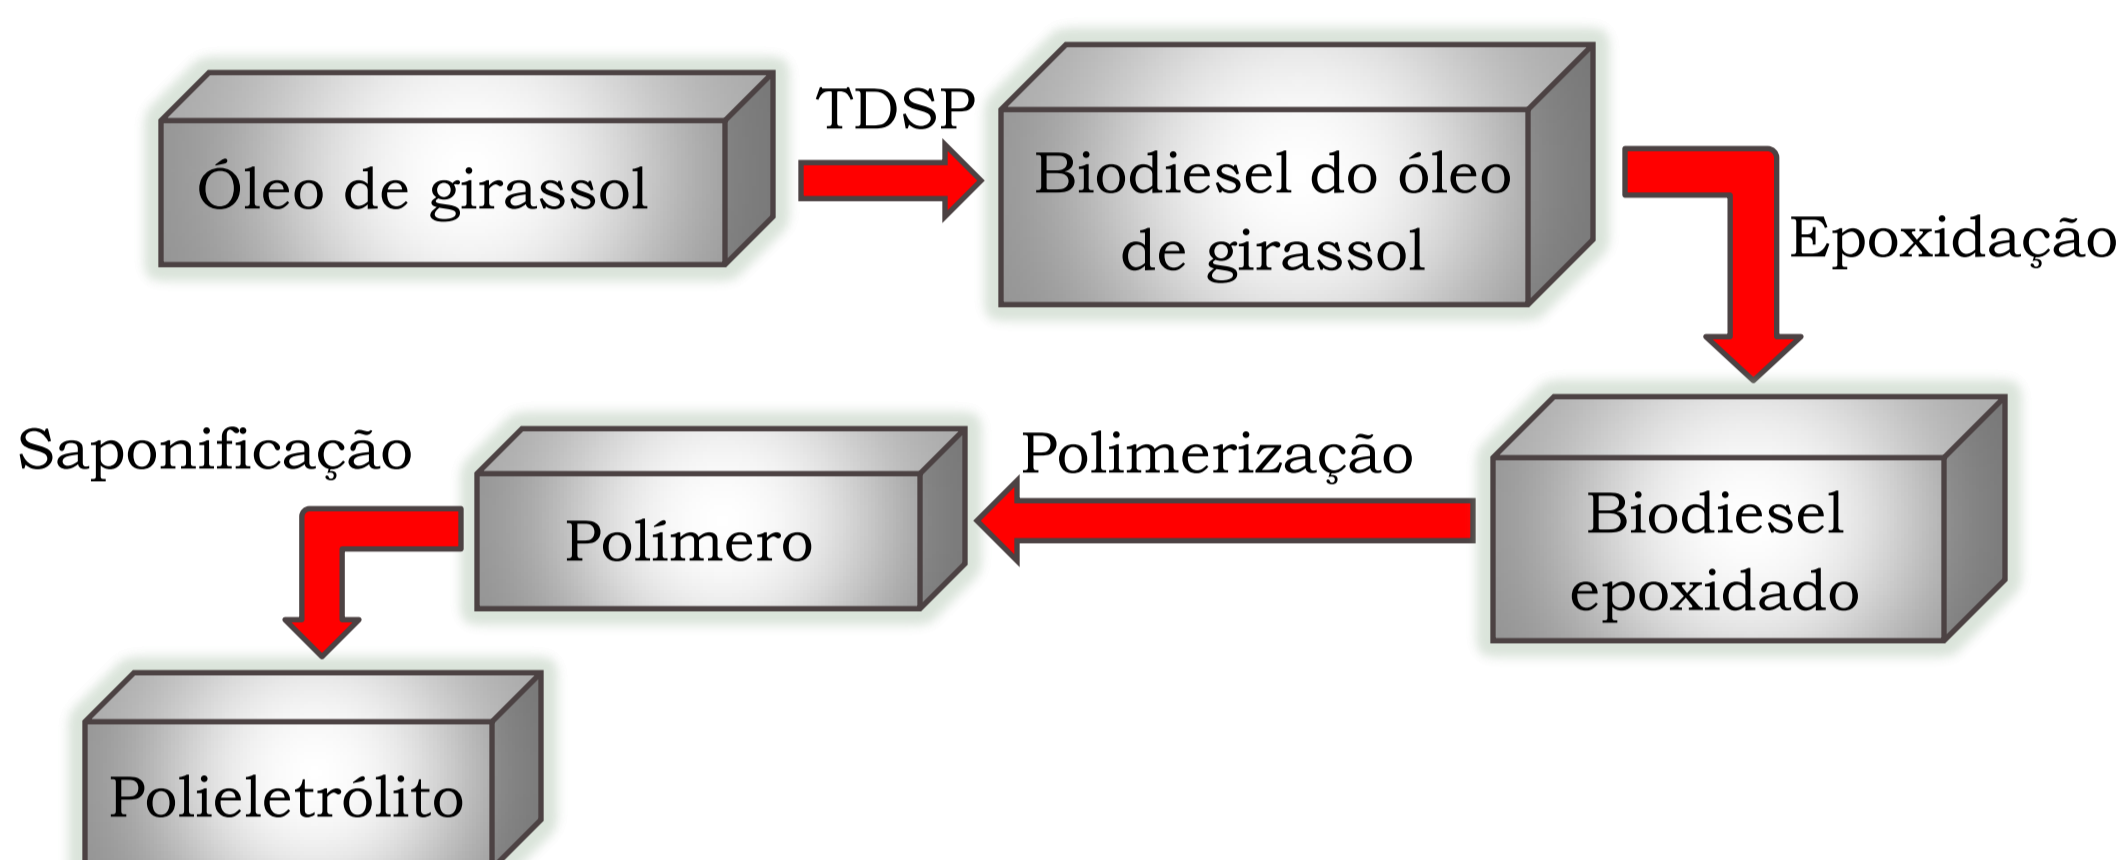 Óleo de girassol
TDSP
Biodiesel do óleo
de girassol
Epoxidação
Biodiesel
epoxidado
Polimerização
Polímero
Saponificação
Polieletrólito